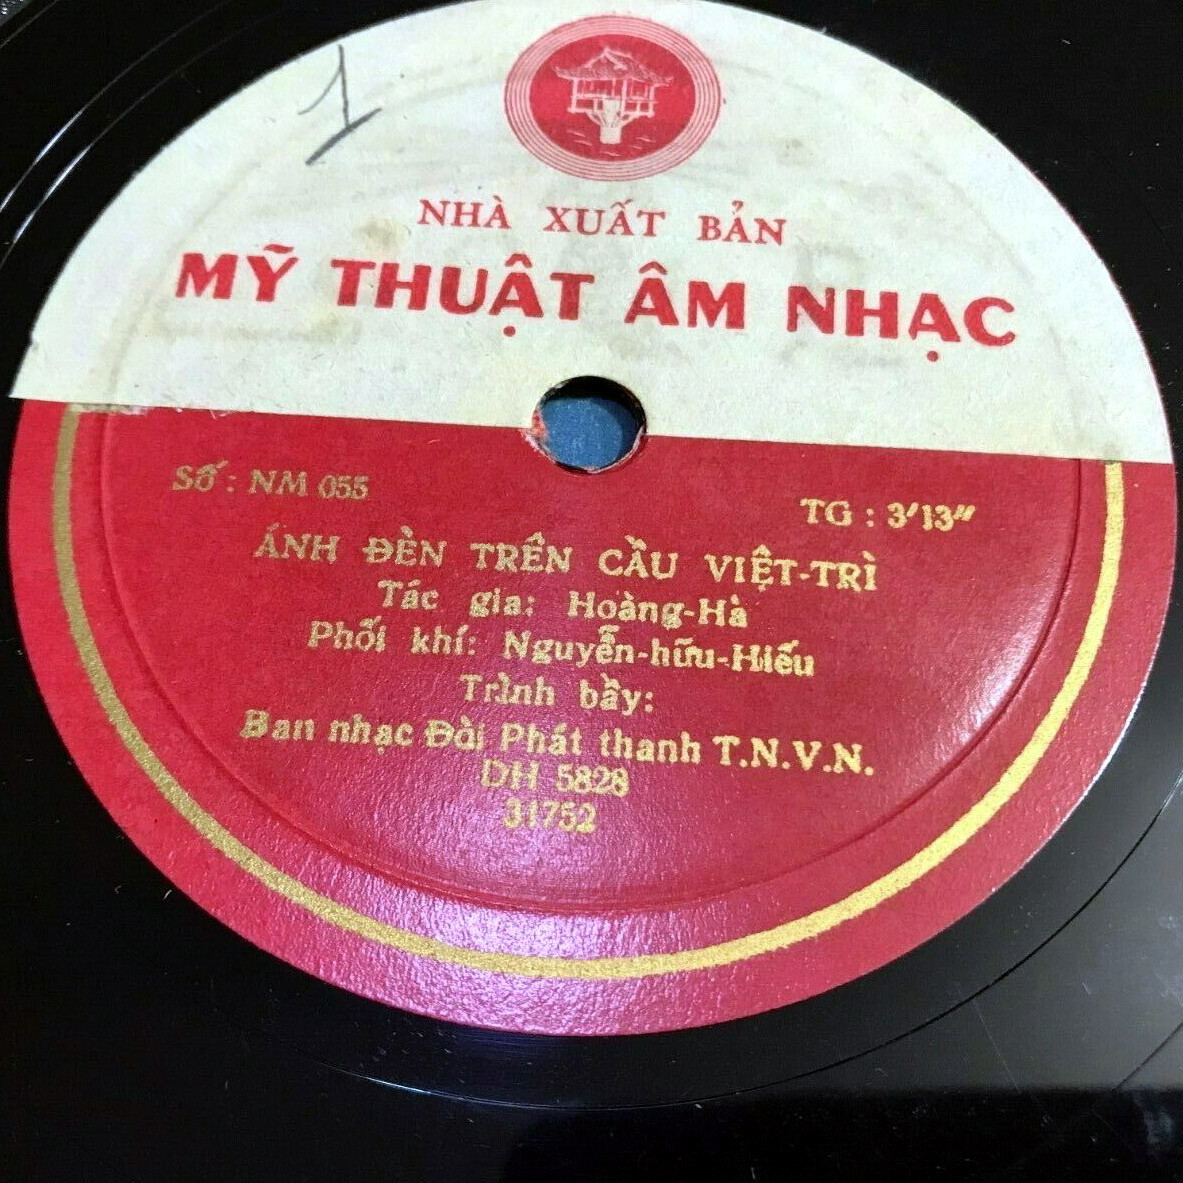 1
NHÀ XUẤT BẢN
MỸ THUẬT ÂM NHẠC
Số : NM 055
TG : 3′13″
ÁNH ĐÈN TRÊN CẦU VIỆT-TRÌ
Tác gia: Hoàng-Hà
Phối khí: Nguyễn-hữu-Hiếu
Trình bầy:
Ban nhạc Đài Phát thanh T.N.V.N.
DH 5828
31752